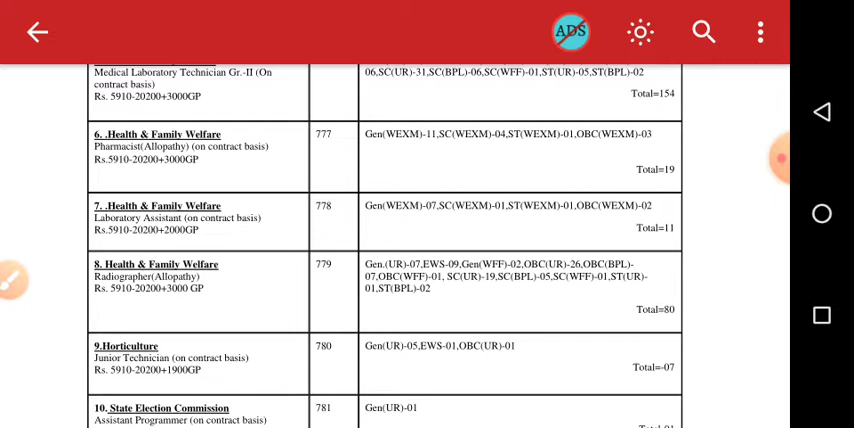 ADS
Medical Laboratory Technician Gr.-II (On
contract basis)
Rs. 5910-20200+3000GP
06,SC(UR)-31,SC(BPL)-06,SC(WFF)-01,ST(UR)-05,ST(BPL)-02
Total=154
6. .Health & Family Welfare
Pharmacist(Allopathy) (on contract basis)
Rs.5910-20200+3000GP
777
Gen(WEXM)-11,SC(WEXM)-04,ST(WEXM)-01,OBC(WEXM)-03
Total=19
7. .Health & Family Welfare
Laboratory Assistant (on contract basis)
Rs.5910-20200+2000GP
778
Gen(WEXM)-07,SC(WEXM)-01,ST(WEXM)-01,OBC(WEXM)-02
Total=11
8. Health & Family Welfare
Radiographer(Allopathy)
Rs. 5910-20200+3000 GP
779
Gen.(UR)-07,EWS-09,Gen(WFF)-02,OBC(UR)-26,OBC(BPL)-
07,OBC(WFF)-01, SC(UR)-19,SC(BPL)-05,SC(WFF)-01,ST(UR)-
01,ST(BPL)-02
Total=80
9.Horticulture
Junior Technician (on contract basis)
Rs. 5910-20200+1900GP
780
Gen(UR)-05,EWS-01,OBC(UR)-01
Total=-07
10. State Election Commission
Assistant Programmer (on contract basis)
781
Gen(UR)-01